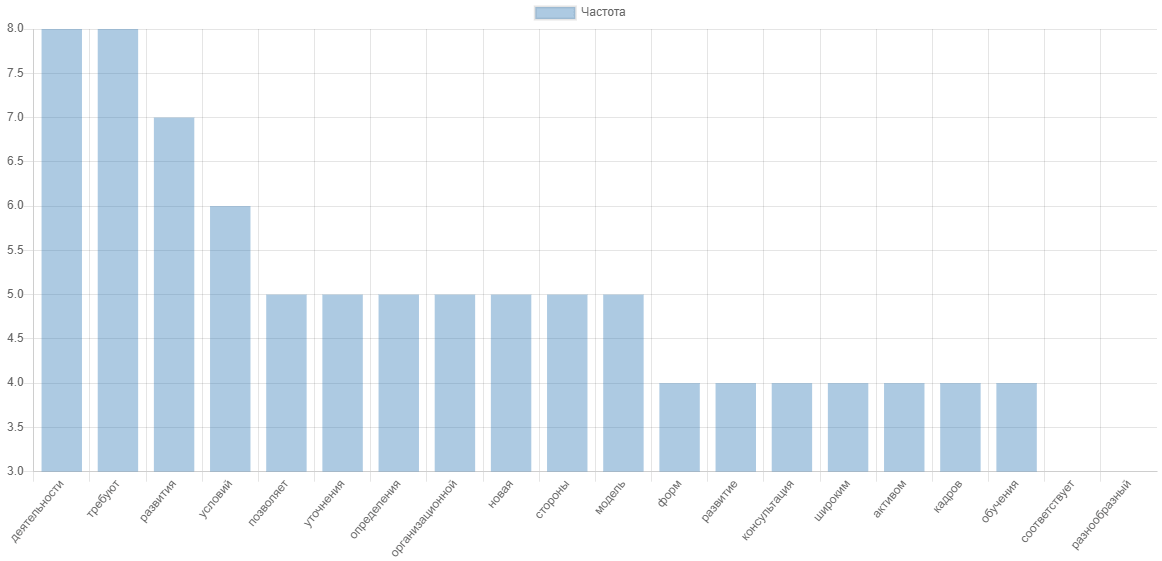 Частота
8.0
7.5
7.0
6.5
6.0
5.5
5.0
4.5
4.0
3.5
3.0
деятельности
требуют
развития
условий
позволяет
уточнения
определения
организационной
новая
стороны
модель
форм
развитие
консультация
широким
активом
кадров
обучения
соответствует
разнообразный